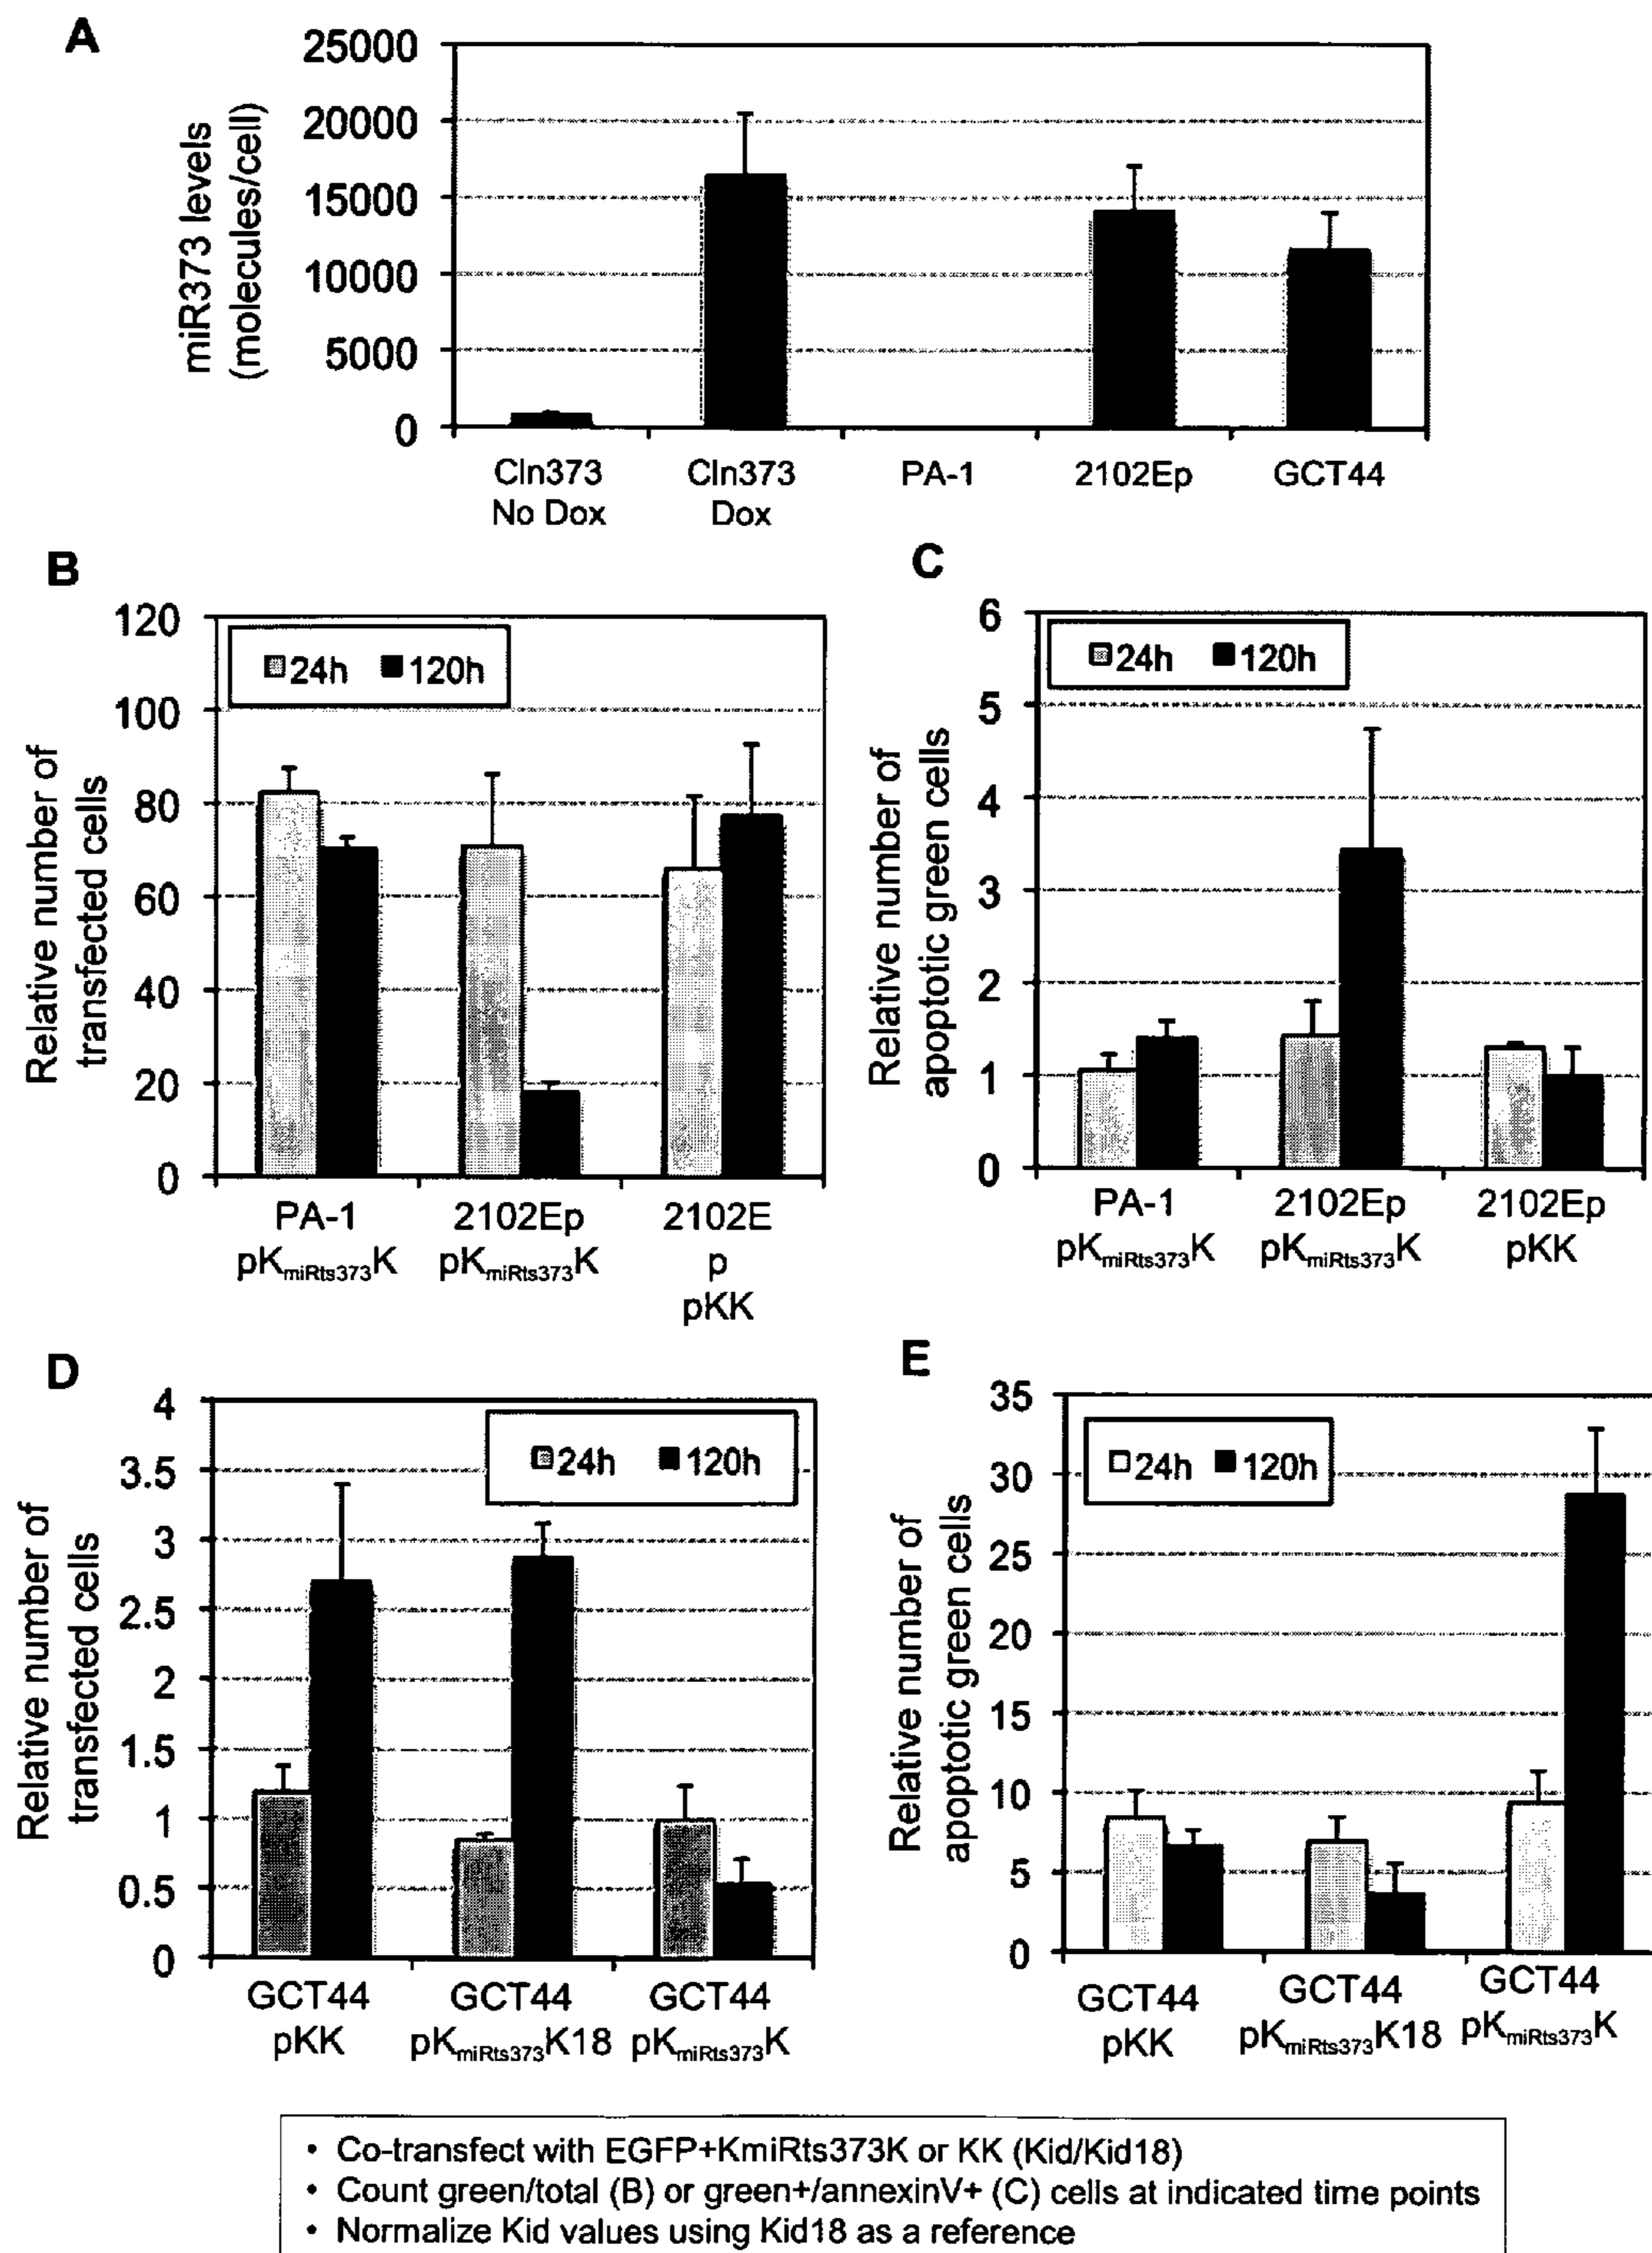 A
miR373 levels
(molecules/cell)
25000
20000
15000
10000
5000
0
Cln373
No Dox
Cln373
Dox
PA-1
2102Ep
GCT44
B
Relative number of
transfected cells
120
100
80
60
40
20
0
24h 120h
PA-1
pKmiRts373K
2102Ep
pKmiRts373K
2102E
p
pKK
C
Relative number of
apoptotic green cells
6
5
4
3
2
1
0
24h 120h
PA-1
pKmiRts373K
2102Ep
pKmiRts373K
2102Ep
pKK
D
Relative number of
transfected cells
4
3.5
3
2.5
2
1.5
1
0.5
0
24h 120h
GCT44
pKK
GCT44
pKmiRts373K18
GCT44
pKmiRts373K
E
Relative number of
apoptotic green cells
35
30
25
20
15
10
5
0
24h 120h
GCT44
pKK
GCT44
pKmiRts373K18
GCT44
pKmiRts373K
• Co-transfect with EGFP+KmiRts373K or KK (Kid/Kid18)
• Count green/total (B) or green+/annexinV+ (C) cells at indicated time points
• Normalize Kid values using Kid18 as a reference